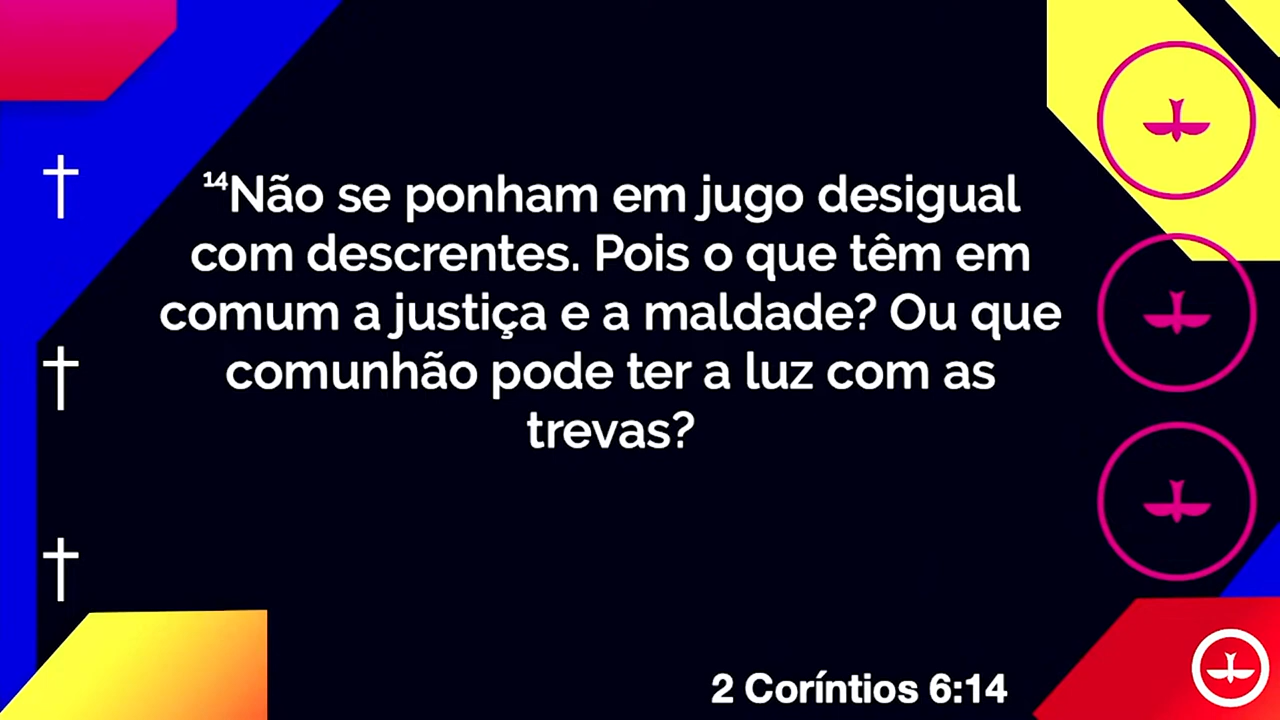 ¹⁴Não se ponham em jugo desigual
com descrentes. Pois o que têm em
comum a justiça e a maldade? Ou que
comunhão pode ter a luz com as
trevas?
2 Coríntios 6:14